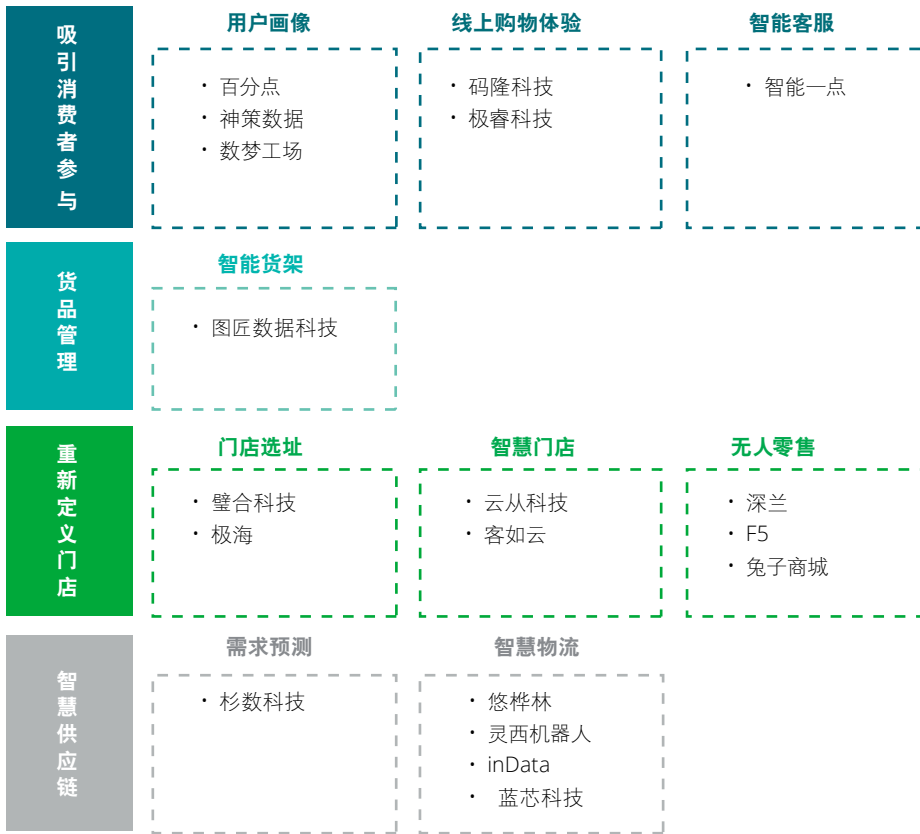 吸引消费者参与
用户画像
· 百分点
· 神策数据
· 数梦工场
线上购物体验
· 码隆科技
· 极睿科技
智能客服
· 智能一点
货品管理
智能货架
· 图匠数据科技
重新定义门店
门店选址
· 璧合科技
· 极海
智慧门店
· 云从科技
· 客如云
无人零售
· 深兰
· F5
· 兔子商城
智慧供应链
需求预测
· 杉数科技
智慧物流
· 悠桦林
· 灵西机器人
· inData
· 蓝芯科技